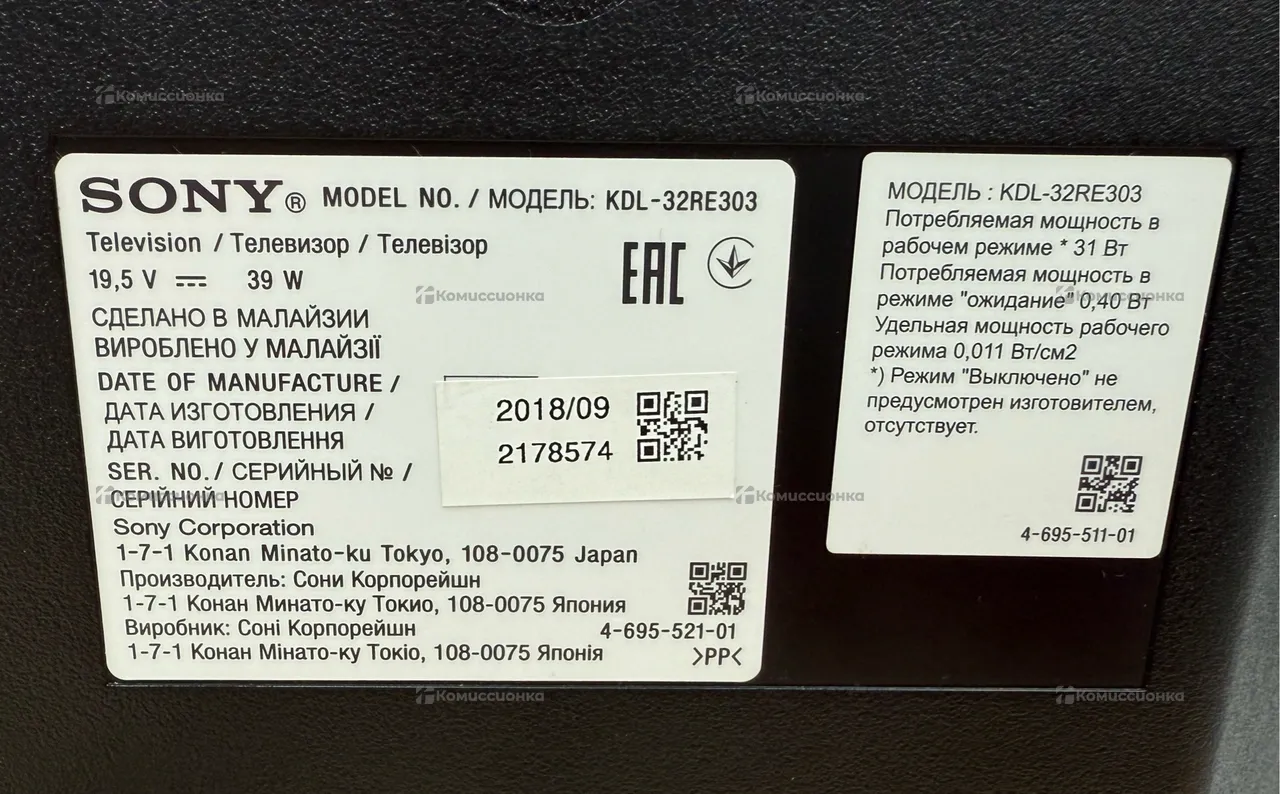 SONY® MODEL NO. / МОДЕЛЬ: KDL-32RE303
Television / Телевизор / Телевізор
19,5 V ⎓ 39 W
EAC
СДЕЛАНО В МАЛАЙЗИИ
ВИРОБЛЕНО У МАЛАЙЗІЇ
DATE OF MANUFACTURE /
ДАТА ИЗГОТОВЛЕНИЯ /
ДАТА ВИГОТОВЛЕННЯ
2018/09
2178574
SER. NO. / СЕРИЙНЫЙ № /
СЕРІЙНИЙ НОМЕР
Sony Corporation
1-7-1 Konan Minato-ku Tokyo, 108-0075 Japan
Производитель: Сони Корпорейшн
1-7-1 Конан Минато-ку Токио, 108-0075 Япония
Виробник: Соні Корпорейшн
4-695-521-01
1-7-1 Конан Мінато-ку Токіо, 108-0075 Японія
>PP<
МОДЕЛЬ : KDL-32RE303
Потребляемая мощность в
рабочем режиме * 31 Вт
Потребляемая мощность в
режиме "ожидание" 0,40 Вт
Удельная мощность рабочего
режима 0,011 Вт/см2
*) Режим "Выключено" не
предусмотрен изготовителем,
отсутствует.
4-695-511-01
Комиссионка
Комиссионка
Комиссионка
Комиссионка
Комиссионка
Комиссионка
Комиссионка
Комиссионка